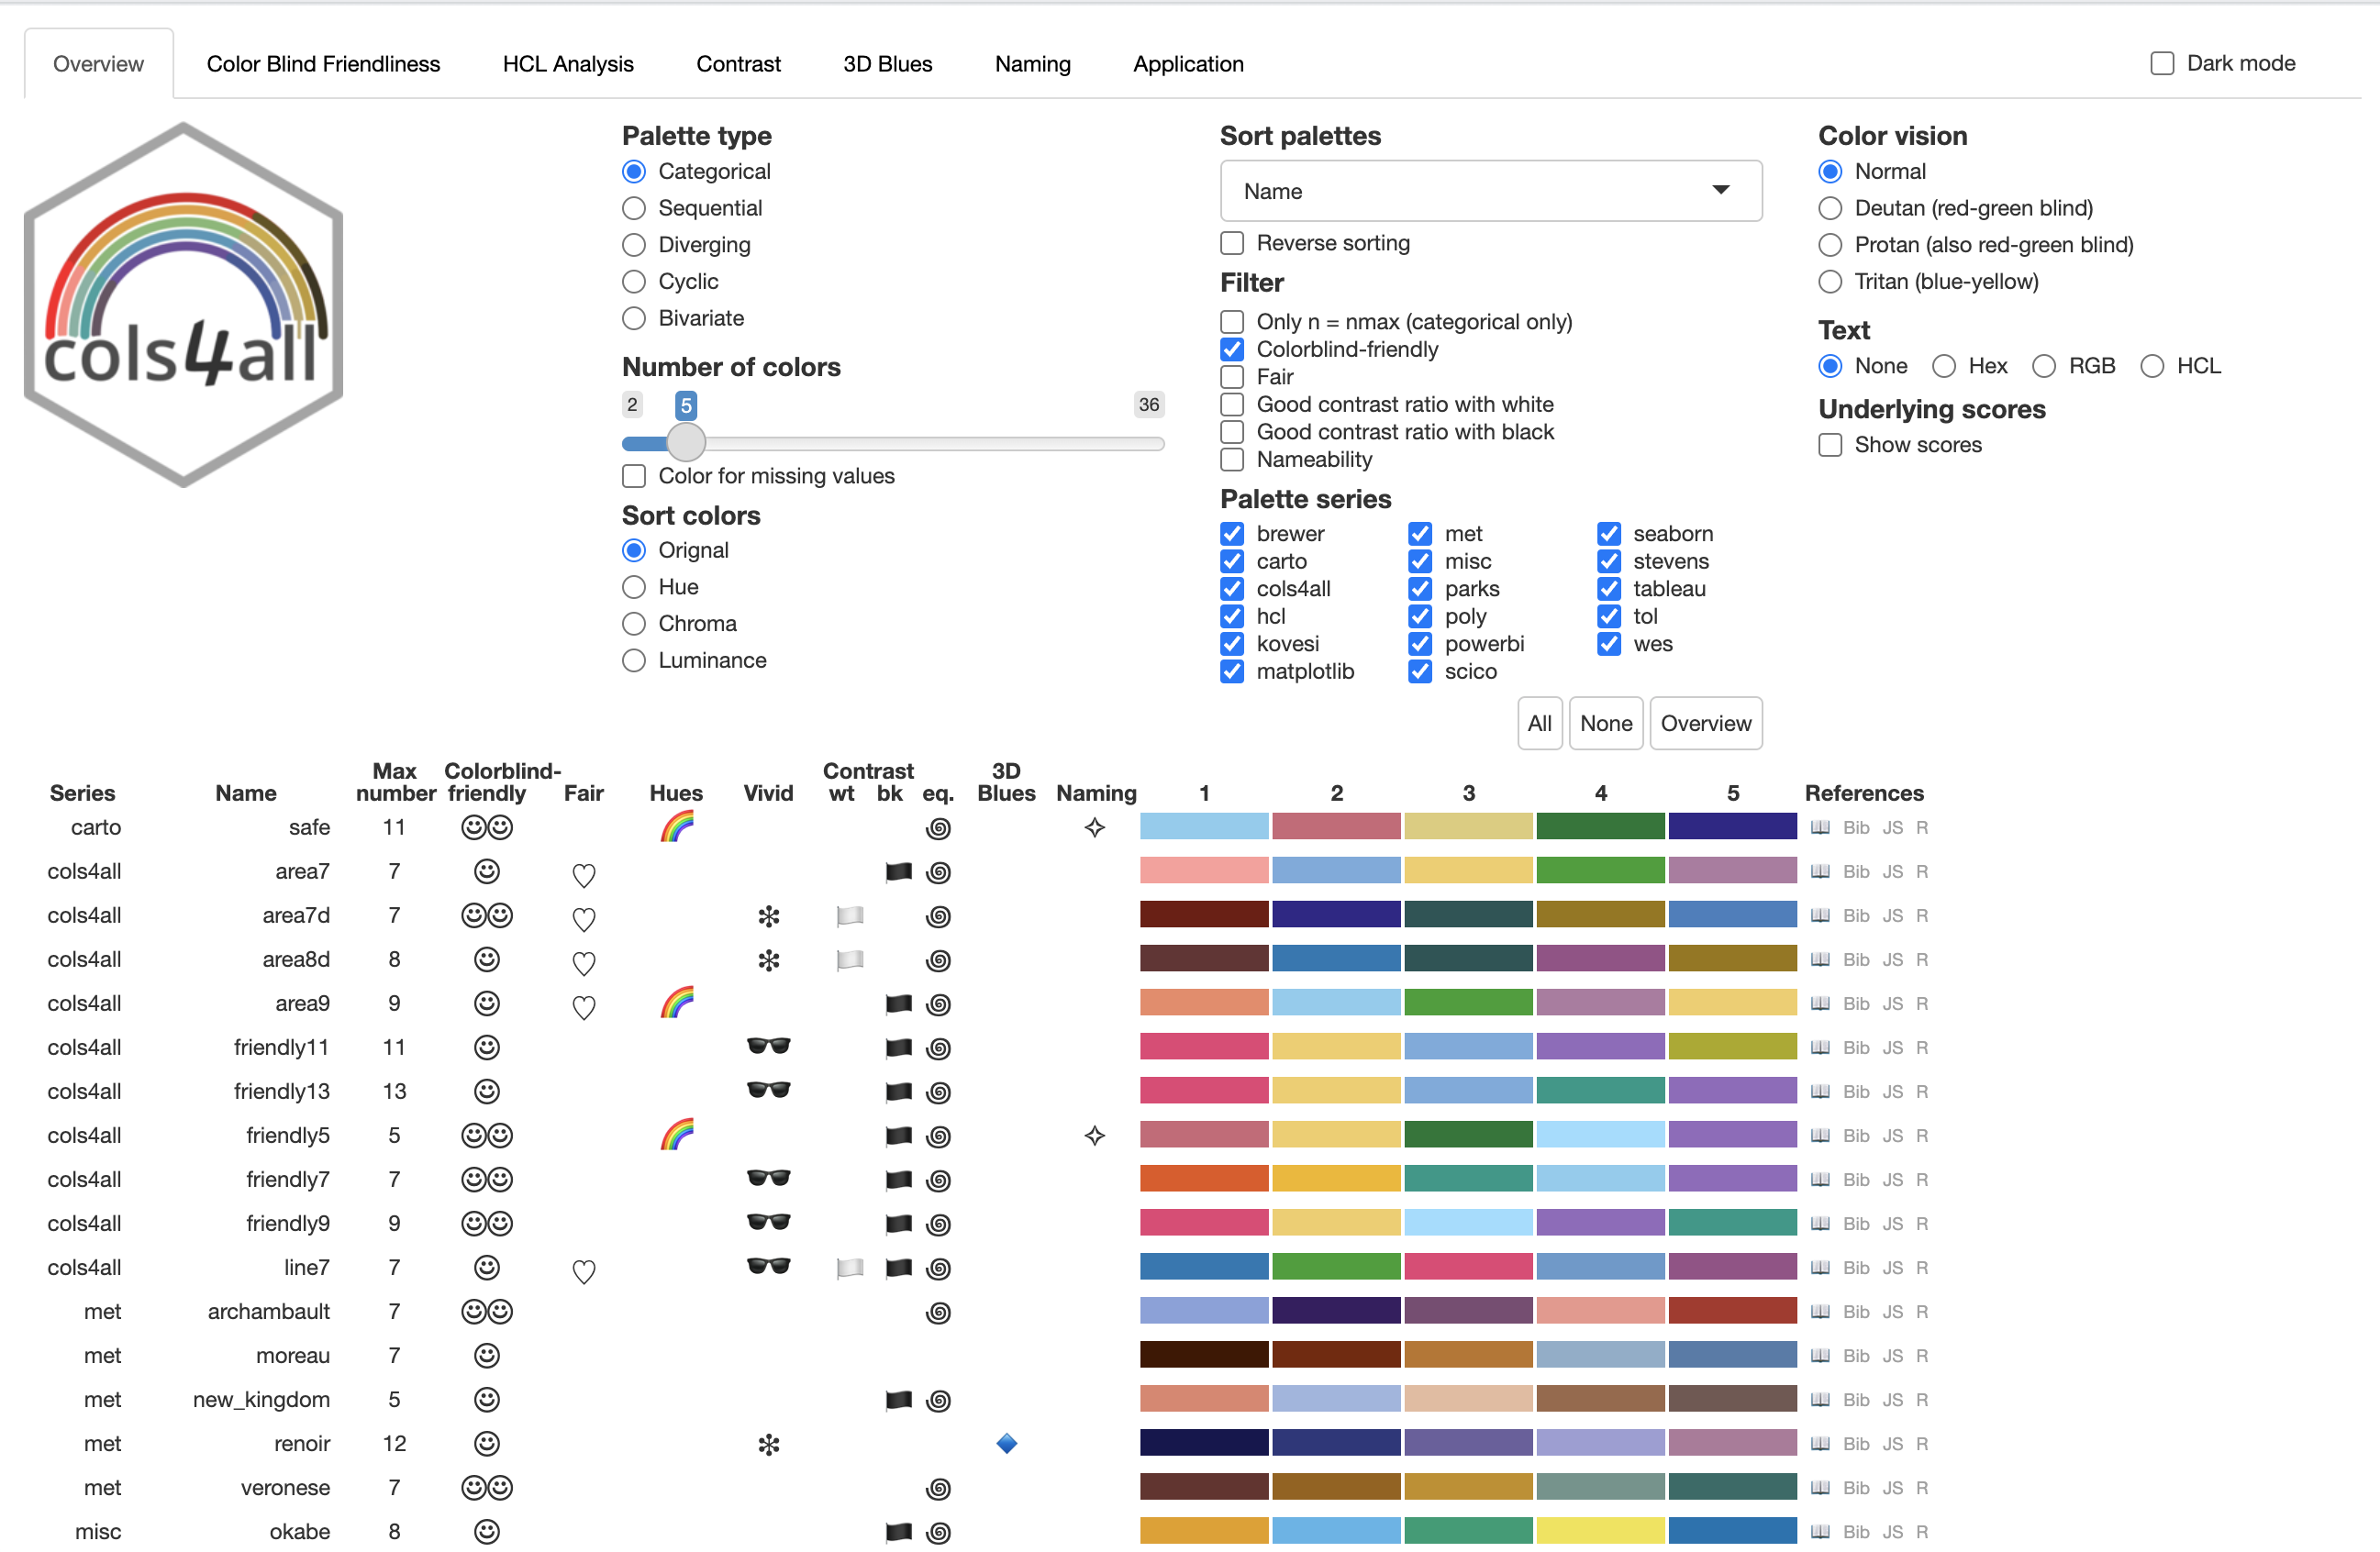 Overview Color Blind Friendliness HCL Analysis Contrast 3D Blues Naming Application Dark mode
cols4all
Palette type
Categorical
Sequential
Diverging
Cyclic
Bivariate
Number of colors
2 5 36
Color for missing values
Sort colors
Orignal
Hue
Chroma
Luminance
Sort palettes
Name
Reverse sorting
Filter
Only n = nmax (categorical only)
Colorblind-friendly
Fair
Good contrast ratio with white
Good contrast ratio with black
Nameability
Palette series
brewer met seaborn
carto misc stevens
cols4all parks tableau
hcl poly tol
kovesi powerbi wes
matplotlib scico
All None Overview
Color vision
Normal
Deutan (red-green blind)
Protan (also red-green blind)
Tritan (blue-yellow)
Text
None Hex RGB HCL
Underlying scores
Show scores
Max Colorblind- Contrast 3D
Series Name number friendly Fair Hues Vivid wt bk eq. Blues Naming 1 2 3 4 5 References
carto safe 11 Bib JS R
cols4all area7 7 Bib JS R
cols4all area7d 7 Bib JS R
cols4all area8d 8 Bib JS R
cols4all area9 9 Bib JS R
cols4all friendly11 11 Bib JS R
cols4all friendly13 13 Bib JS R
cols4all friendly5 5 Bib JS R
cols4all friendly7 7 Bib JS R
cols4all friendly9 9 Bib JS R
cols4all line7 7 Bib JS R
met archambault 7 Bib JS R
met moreau 7 Bib JS R
met new_kingdom 5 Bib JS R
met renoir 12 Bib JS R
met veronese 7 Bib JS R
misc okabe 8 Bib JS R